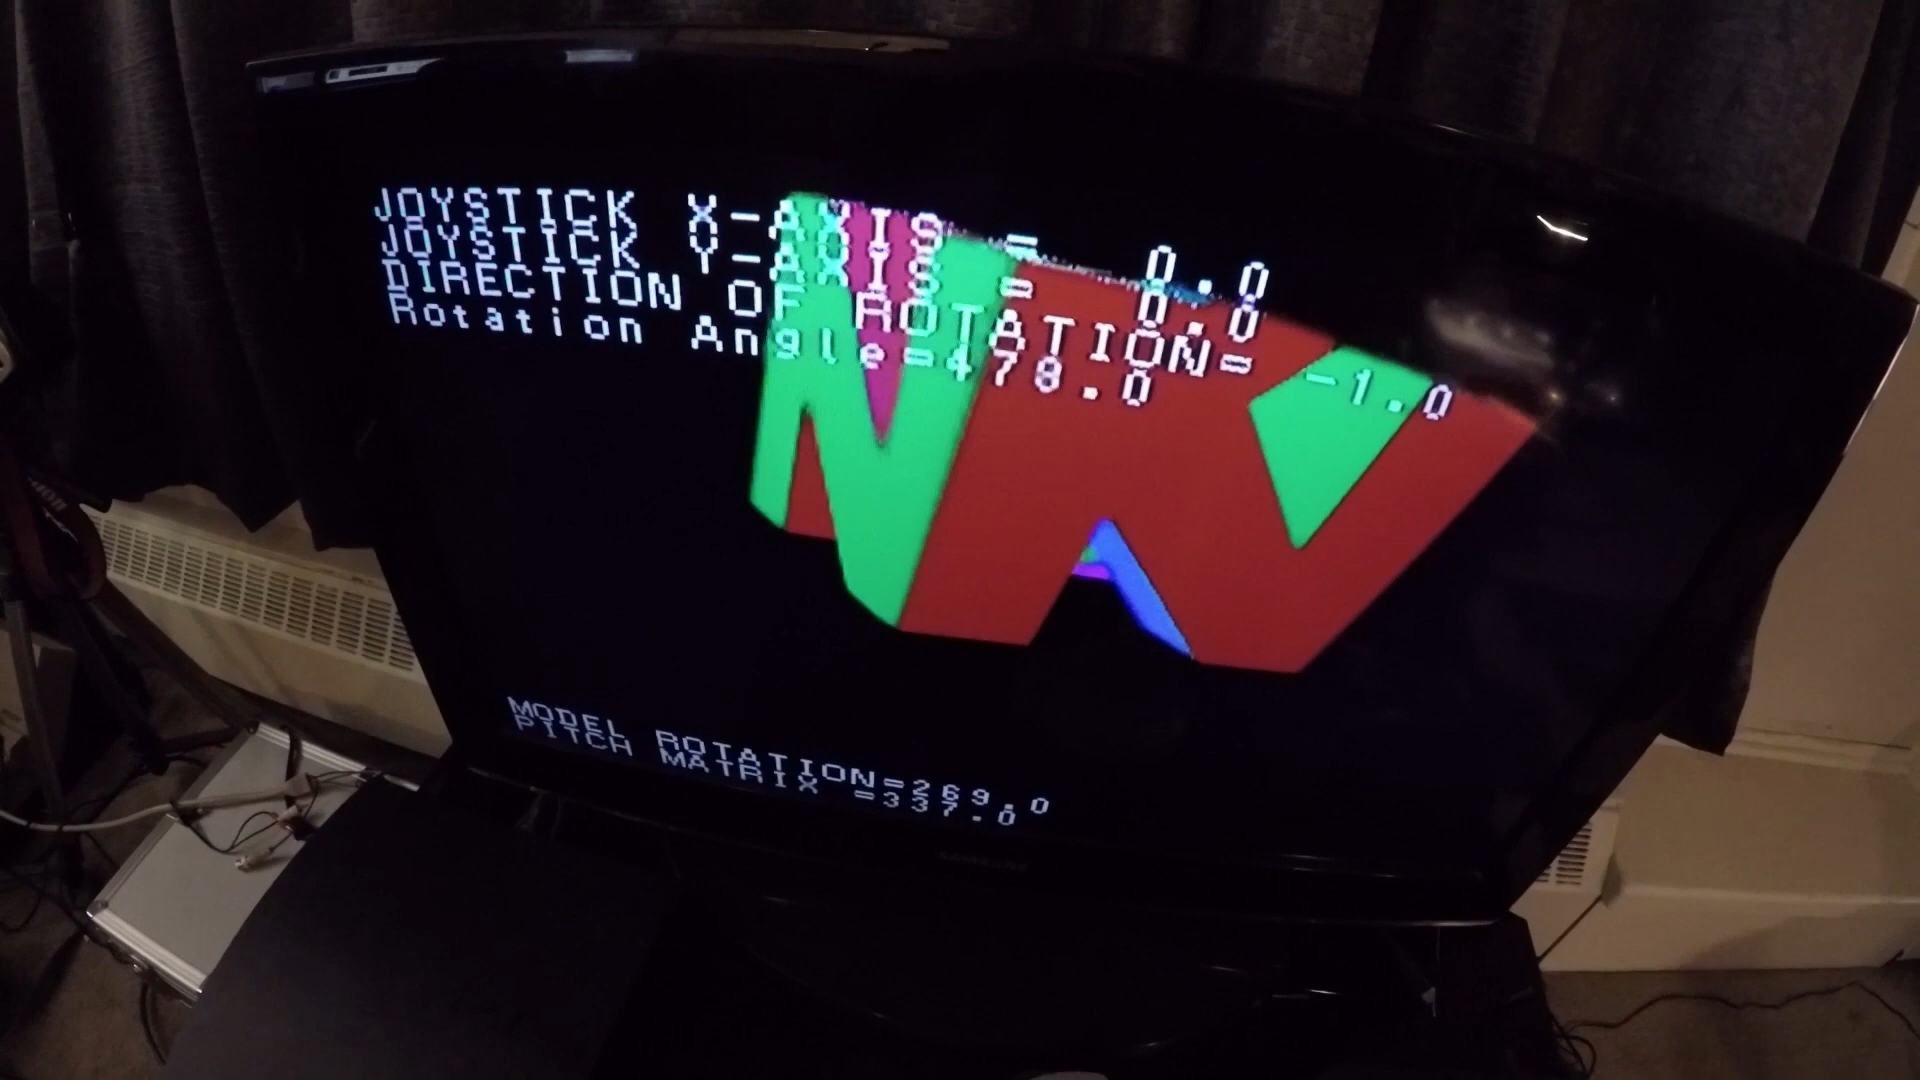 JOYSTICK X-AXIS = 0.0
JOYSTICK Y-AXIS = 0.0
DIRECTION OF ROTATION= -1.0
Rotation Angle=478.0
MODEL ROTATION=269.0
PITCH MATRIX =337.0
SAMSUNG